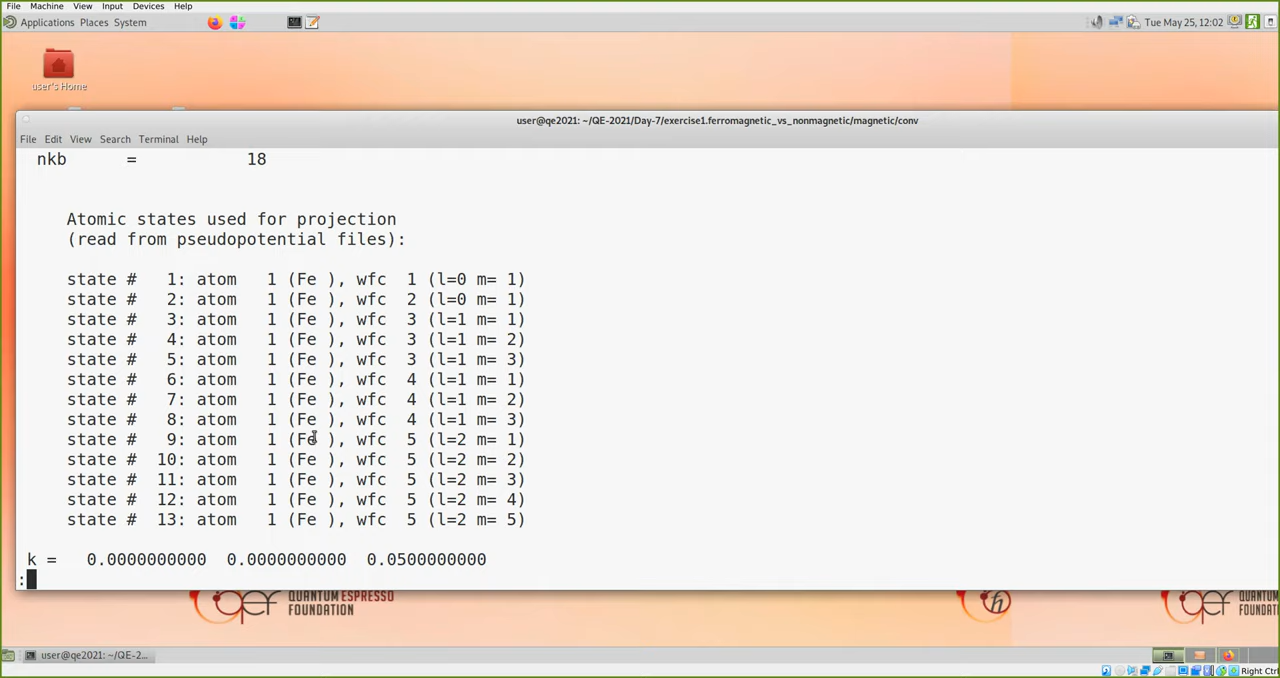 File Machine View Input Devices Help
Applications Places System
Tue May 25, 12:02
user's Home
user@qe2021: ~/QE-2021/Day-7/exercise1.ferromagnetic_vs_nonmagnetic/magnetic/conv
File Edit View Search Terminal Help
nkb = 18
Atomic states used for projection
(read from pseudopotential files):
state # 1: atom 1 (Fe ), wfc 1 (l=0 m= 1)
state # 2: atom 1 (Fe ), wfc 2 (l=0 m= 1)
state # 3: atom 1 (Fe ), wfc 3 (l=1 m= 1)
state # 4: atom 1 (Fe ), wfc 3 (l=1 m= 2)
state # 5: atom 1 (Fe ), wfc 3 (l=1 m= 3)
state # 6: atom 1 (Fe ), wfc 4 (l=1 m= 1)
state # 7: atom 1 (Fe ), wfc 4 (l=1 m= 2)
state # 8: atom 1 (Fe ), wfc 4 (l=1 m= 3)
state # 9: atom 1 (Fe ), wfc 5 (l=2 m= 1)
state # 10: atom 1 (Fe ), wfc 5 (l=2 m= 2)
state # 11: atom 1 (Fe ), wfc 5 (l=2 m= 3)
state # 12: atom 1 (Fe ), wfc 5 (l=2 m= 4)
state # 13: atom 1 (Fe ), wfc 5 (l=2 m= 5)
k = 0.0000000000 0.0000000000 0.0500000000
:
QUANTUM ESPRESSO
FOUNDATION
QUANTUM
FOUND
user@qe2021: ~/QE-2...
Right Ctrl